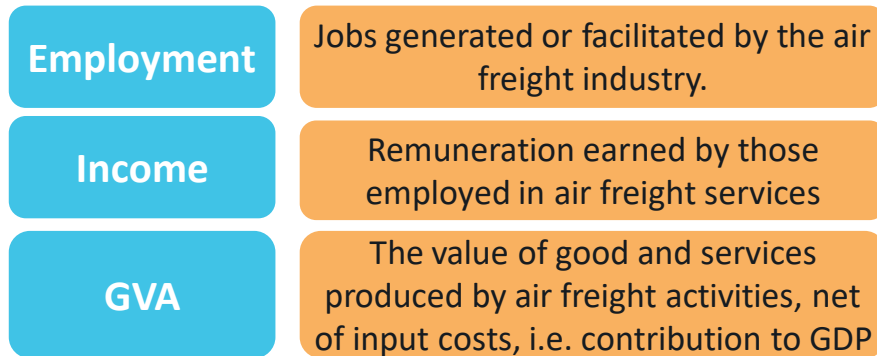 Employment
Jobs generated or facilitated by the air
freight industry.
Income
Remuneration earned by those
employed in air freight services
GVA
The value of good and services
produced by air freight activities, net
of input costs, i.e. contribution to GDP